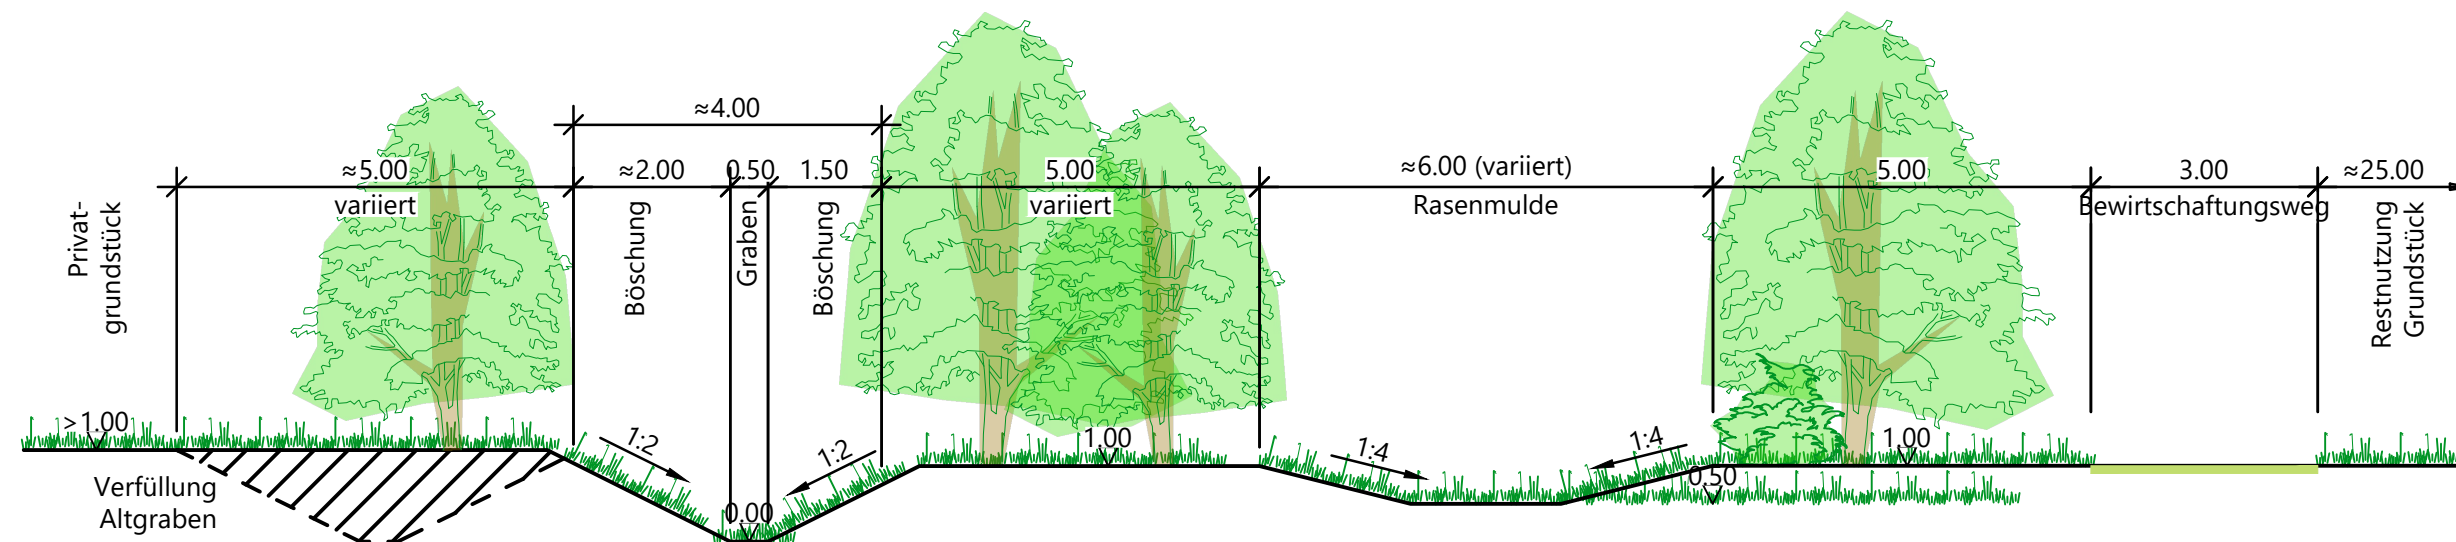 ≈4.00
≈5.00
variiert
≈2.00
0.50
1.50
5.00
variiert
≈6.00 (variiert)
Rasenmulde
5.00
3.00
Bewirtschaftungsweg
≈25.00
Privat-
grundstück
Böschung
Graben
Böschung
Restnutzung
Grundstück
> 1.00
1:2
1:2
1.00
1:4
1:4
1.00
0.50
0.00
Verfüllung
Altgraben